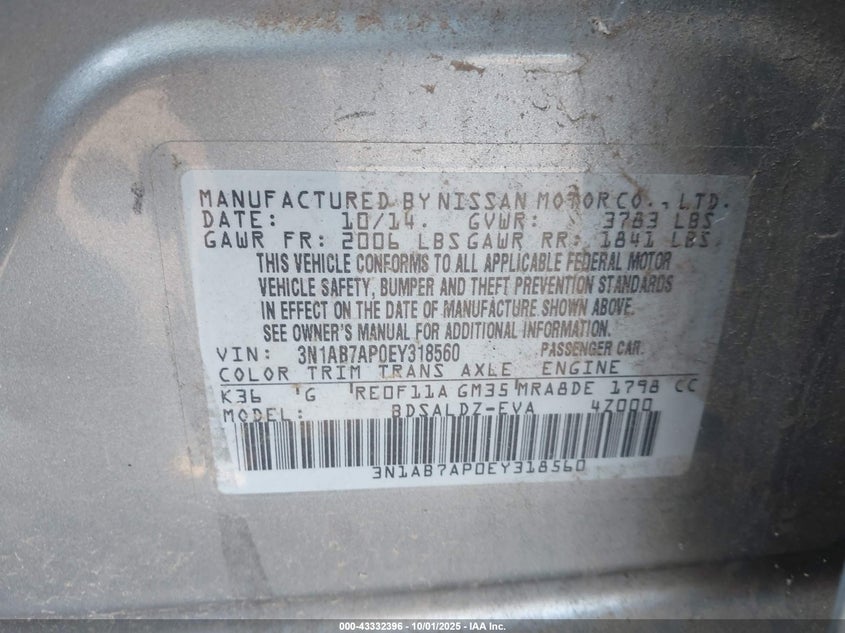 MANUFACTURED BY NISSAN MOTOR CO., LTD.
DATE: 10/14. GVWR: 3783 LBS
GAWR FR: 2006 LBS GAWR RR: 1841 LBS
THIS VEHICLE CONFORMS TO ALL APPLICABLE FEDERAL MOTOR
VEHICLE SAFETY, BUMPER AND THEFT PREVENTION STANDARDS
IN EFFECT ON THE DATE OF MANUFACTURE SHOWN ABOVE.
SEE OWNER'S MANUAL FOR ADDITIONAL INFORMATION.
VIN: 3N1AB7AP0EY318560 PASSENGER CAR.
COLOR TRIM TRANS AXLE ENGINE
K36 G RE0F11A GM35 MRA8DE 1798 CC
MODEL: BDSALDZ-EVA 4Z000
3N1AB7AP0EY318560
000-43332396 - 10/01/2025 - IAA Inc.